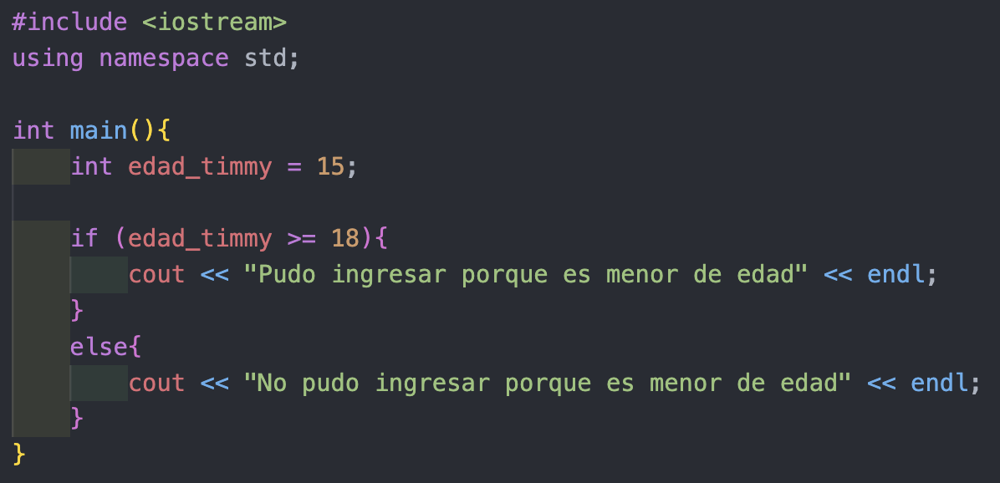 #include <iostream>
using namespace std;
int main(){
int edad_timmy = 15;
if (edad_timmy >= 18){
cout << "Pudo ingresar porque es menor de edad" << endl;
}
else{
cout << "No pudo ingresar porque es menor de edad" << endl;
}
}